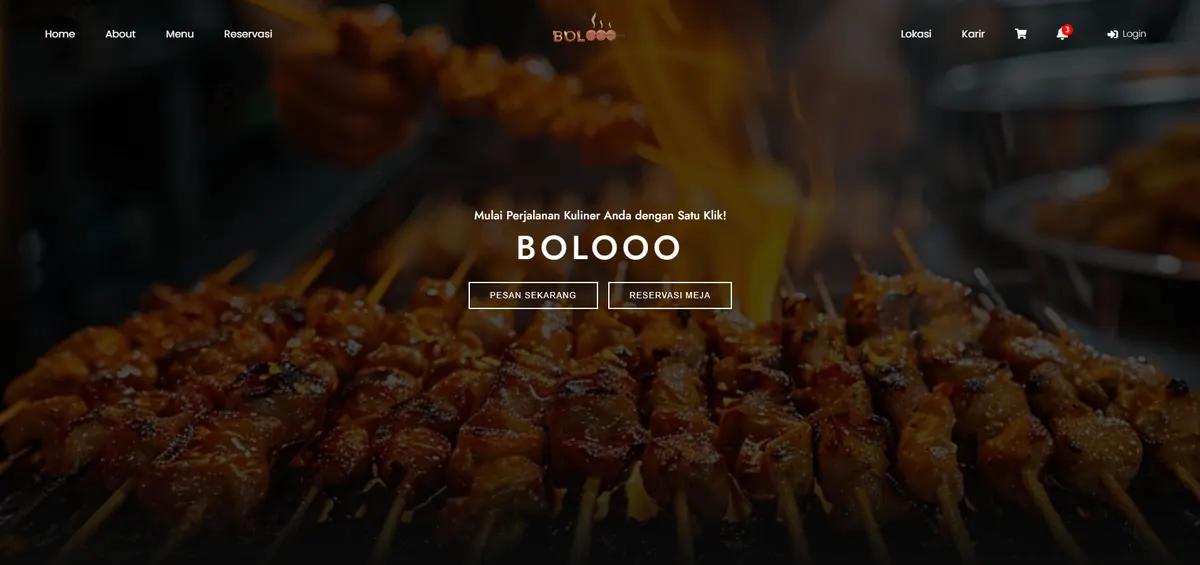 Home About Menu Reservasi BOLOOO Lokasi Karir 3 Login
Mulai Perjalanan Kuliner Anda dengan Satu Klik!
BOLOOO
PESAN SEKARANG RESERVASI MEJA